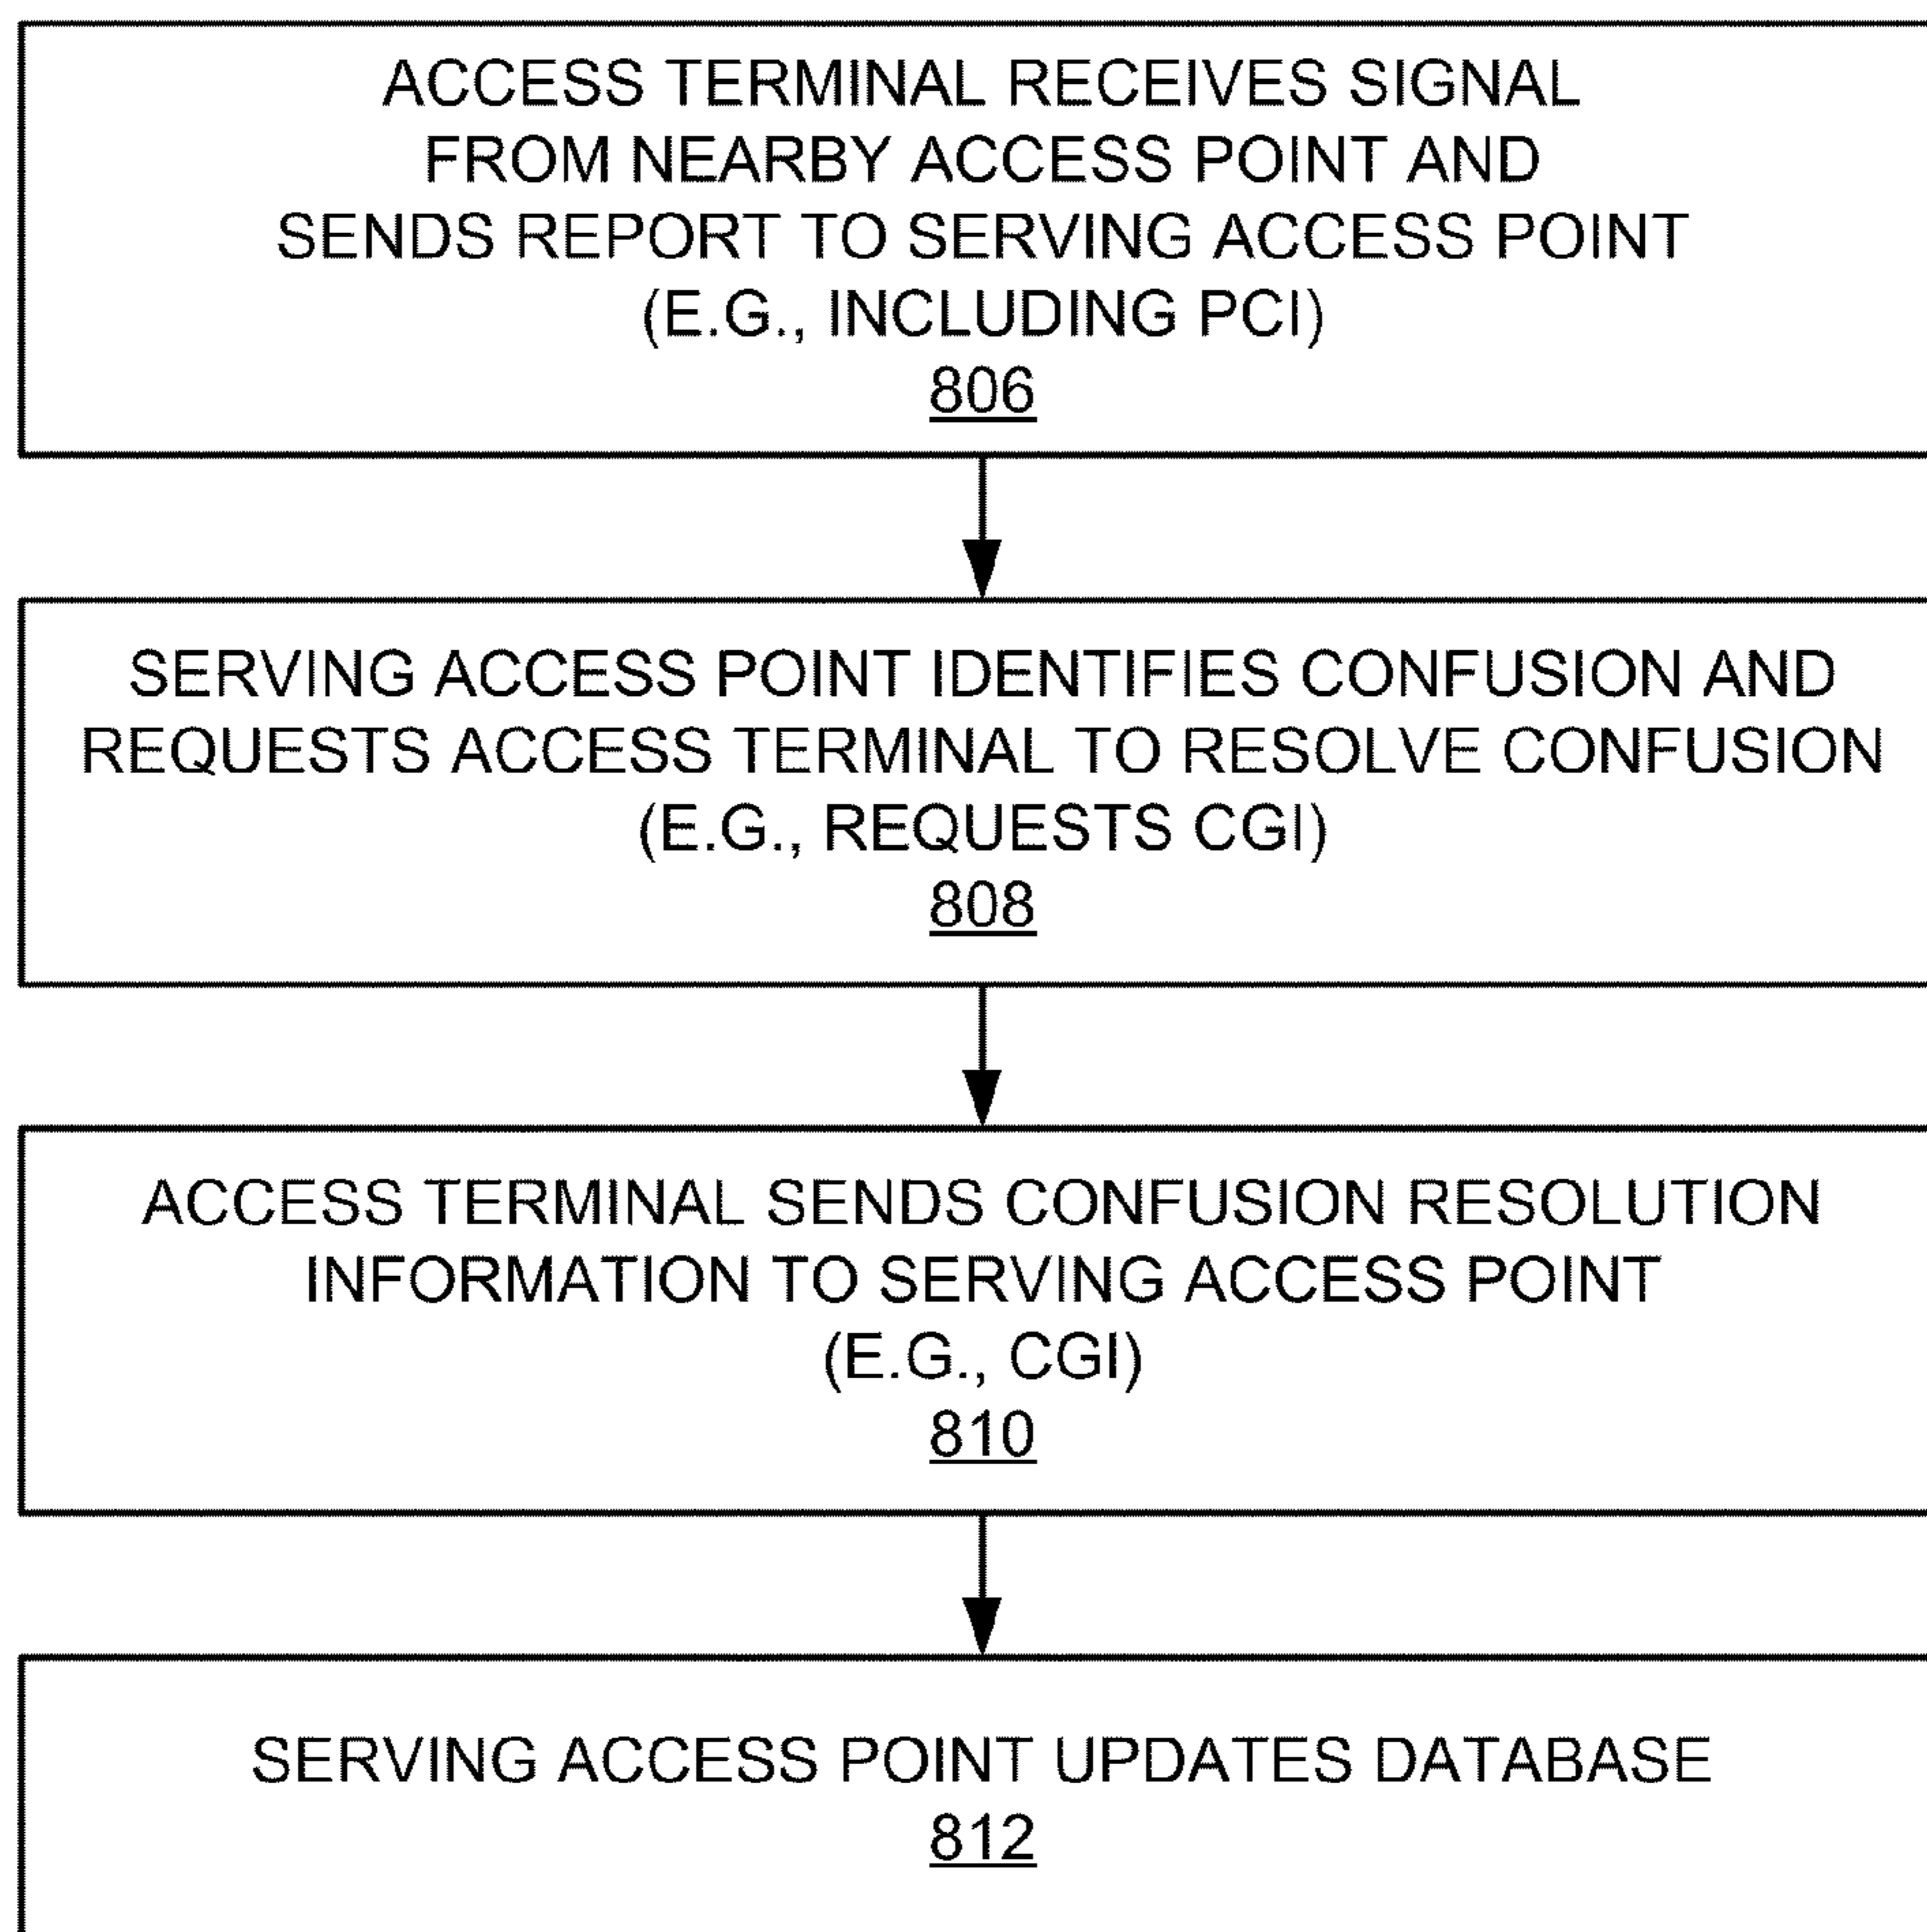 ACCESS TERMINAL RECEIVES SIGNAL
FROM NEARBY ACCESS POINT AND
SENDS REPORT TO SERVING ACCESS POINT
(E.G., INCLUDING PCI)
806
SERVING ACCESS POINT IDENTIFIES CONFUSION AND
REQUESTS ACCESS TERMINAL TO RESOLVE CONFUSION
(E.G., REQUESTS CGI)
808
ACCESS TERMINAL SENDS CONFUSION RESOLUTION
INFORMATION TO SERVING ACCESS POINT
(E.G., CGI)
810
SERVING ACCESS POINT UPDATES DATABASE
812